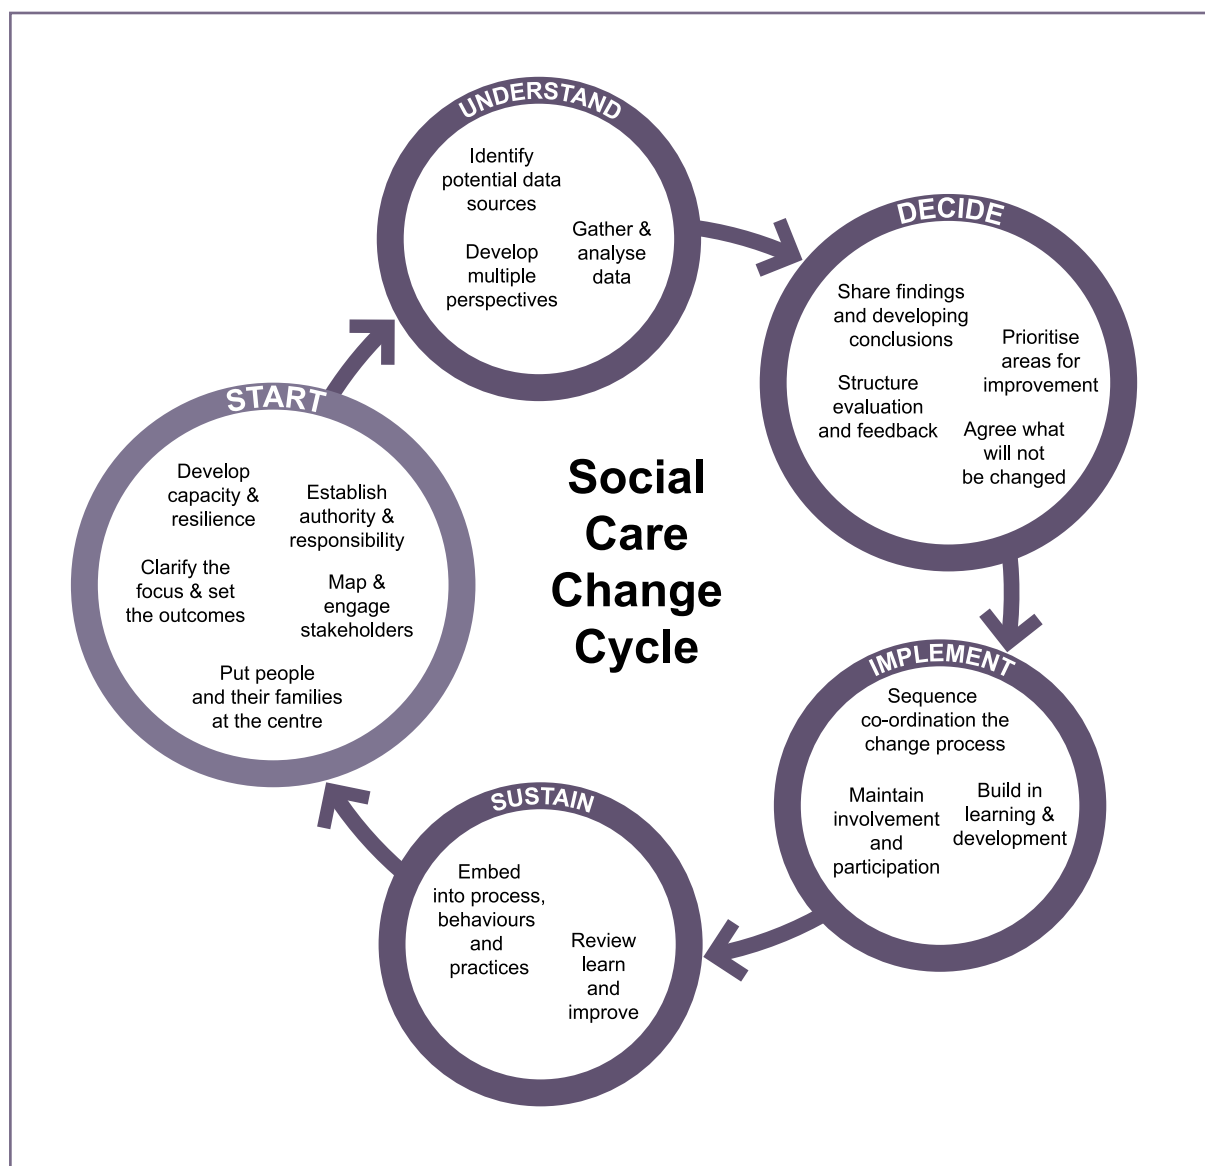 UNDERSTAND
Identify
potential data
sources
Gather &
analyse
data
Develop
multiple
perspectives
DECIDE
Share findings
and developing
conclusions
Prioritise
areas for
improvement
Structure
evaluation
and feedback
Agree what
will not
be changed
START
Develop
capacity &
resilience
Establish
authority &
responsibility
Clarify the
focus & set
the outcomes
Map &
engage
stakeholders
Put people
and their families
at the centre
Social
Care
Change
Cycle
IMPLEMENT
Sequence
co-ordination the
change process
Maintain
involvement
and
participation
Build in
learning &
development
SUSTAIN
Embed
into process,
behaviours
and
practices
Review
learn
and
improve